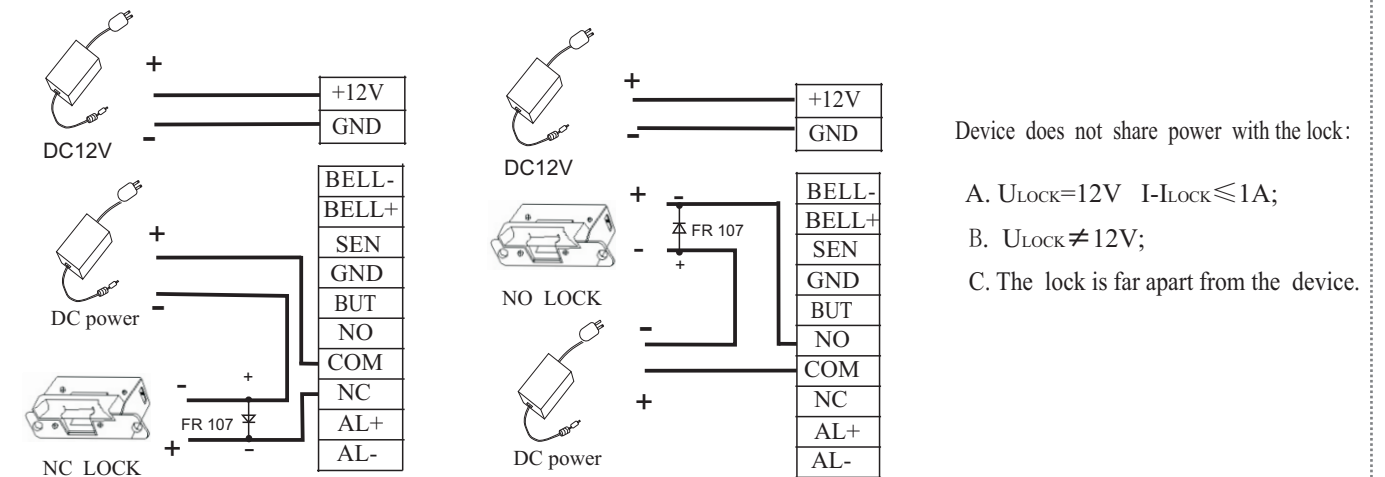 +
+12V
-
GND
DC12V
BELL-
BELL+
+
SEN
GND
-
BUT
DC power
NO
COM
-
+
NC
FR 107
AL+
+
-
AL-
NC LOCK
+
+12V
-
GND
DC12V
+
-
BELL-
BELL+
FR 107
-
SEN
+
GND
NO LOCK
BUT
-
NO
COM
+
NC
AL+
DC power
AL-
Device does not share power with the lock:
A. ULOCK=12V I-ILOCK≤1A;
B. ULOCK≠12V;
C. The lock is far apart from the device.